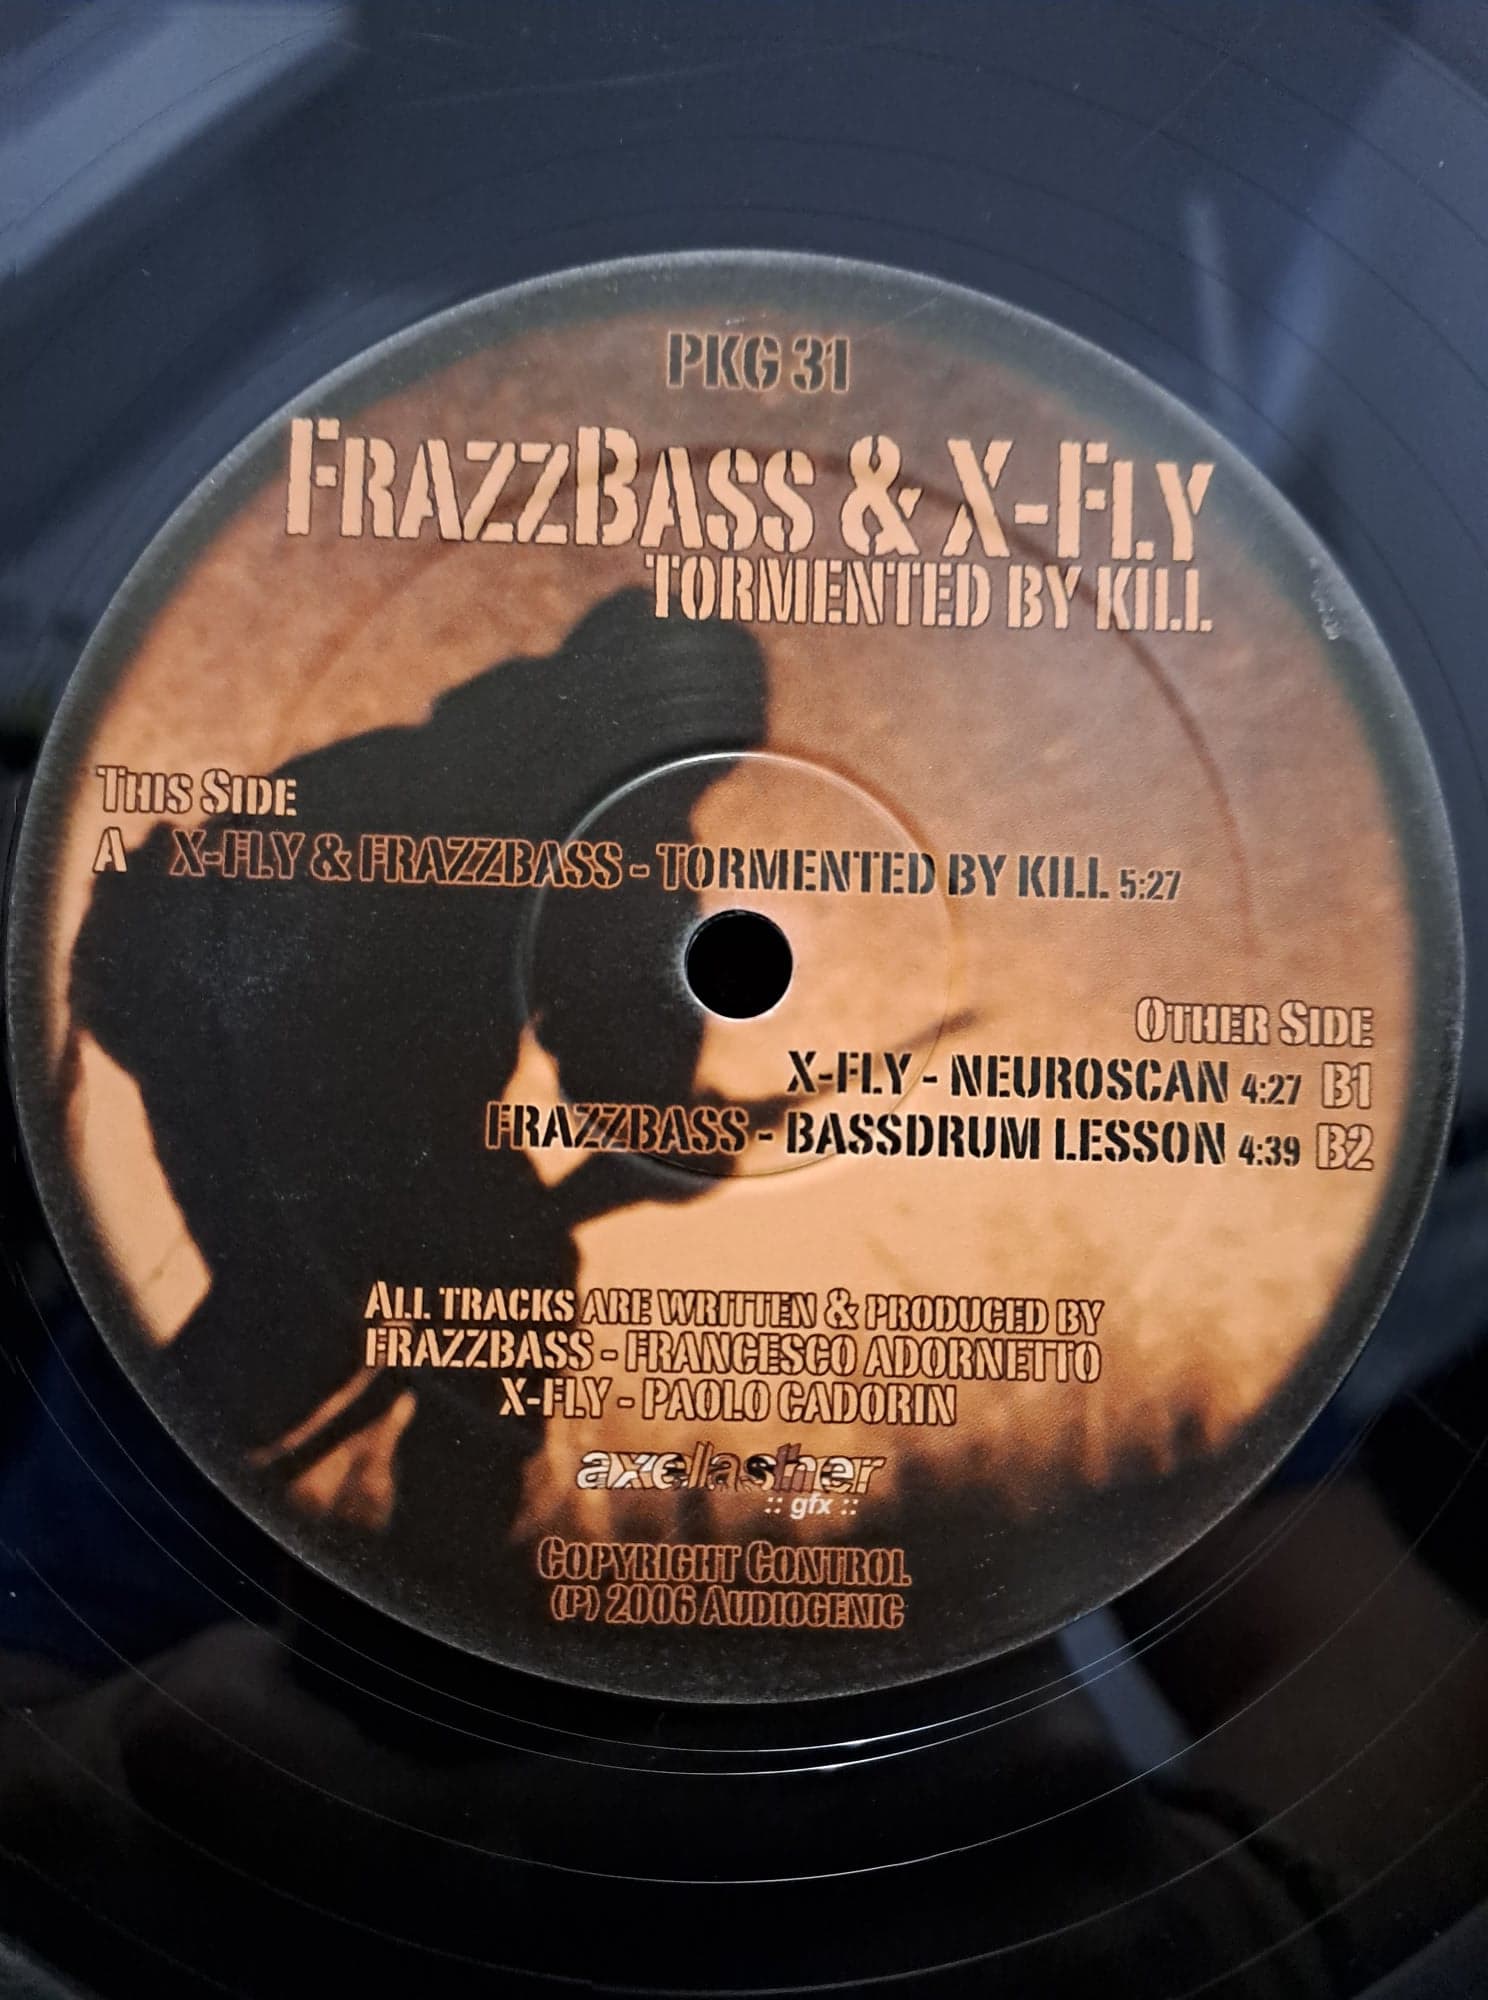 PKG 31
FRAZZBASS & X-FLY
TORMENTED BY KILL
THIS SIDE
A X-FLY & FRAZZBASS - TORMENTED BY KILL 5:27
OTHER SIDE
X-FLY - NEUROSCAN 4:27 B1
FRAZZBASS - BASSDRUM LESSON 4:39 B2
ALL TRACKS ARE WRITTEN & PRODUCED BY
FRAZZBASS - FRANCESCO ADORNETTO
X-FLY - PAOLO CADORIN
axellasher
:: gfx ::
COPYRIGHT CONTROL
(P) 2006 AUDIOGENIC